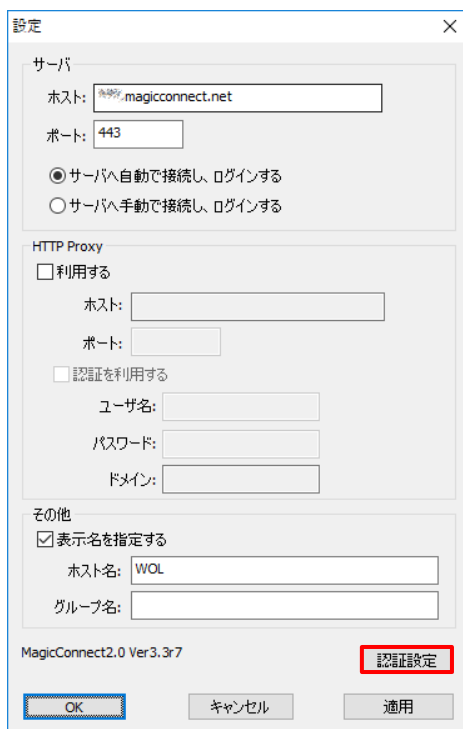 設定
サーバ
ホスト: .magicconnect.net
ポート: 443
サーバへ自動で接続し、ログインする
サーバへ手動で接続し、ログインする
HTTP Proxy
利用する
ホスト:
ポート:
認証を利用する
ユーザ名:
パスワード:
ドメイン:
その他
表示名を指定する
ホスト名: WOL
グループ名:
MagicConnect2.0 Ver3.3r7
認証設定
OK キャンセル 適用